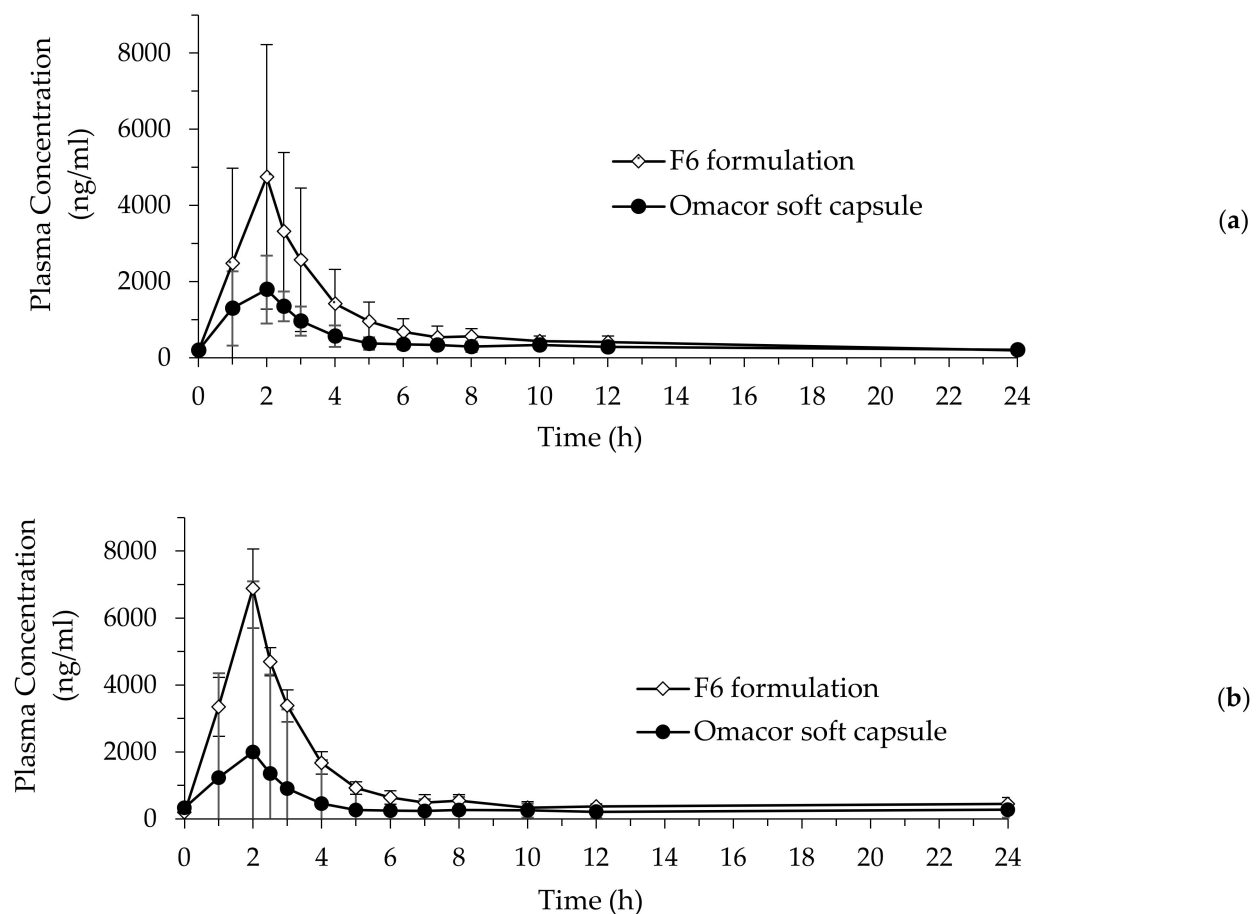 8000
6000
4000
2000
0
Plasma Concentration
(ng/ml)
F6 formulation
Omacor soft capsule
(a)
0 2 4 6 8 10 12 14 16 18 20 22 24
Time (h)
8000
6000
4000
2000
0
Plasma Concentration
(ng/ml)
F6 formulation
Omacor soft capsule
(b)
0 2 4 6 8 10 12 14 16 18 20 22 24
Time (h)